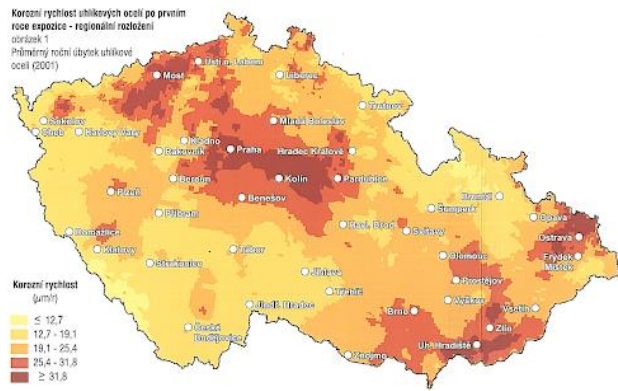 Korozní rychlost uhlíkových ocelí po prvním
roce expozice - regionální rozložení
obrázek 1
Průměrný roční úbytek uhlíkové
oceli (2001)
Ústí n. Labem
Most
Liberec
Trutnov
Sokolov
Cheb
Karlovy Vary
Mladá Boleslav
Kladno
Rakovník
Praha
Hradec Králové
Beroun
Kolín
Pardubice
Plzeň
Benešov
Příbram
Bruntál
Šumperk
Opava
Domažlice
Havl. Brod
Svitavy
Ostrava
Klatovy
Tábor
Olomouc
Frýdek
Místek
Strakonice
Jihlava
Prostějov
Třebíč
Vyškov
Vsetín
Jindř. Hradec
Brno
Zlín
České
Budějovice
Uh. Hradiště
Znojmo
Korozní rychlost
(µm/r)
≤ 12,7
12,7 - 19,1
19,1 - 25,4
25,4 - 31,8
≥ 31,8